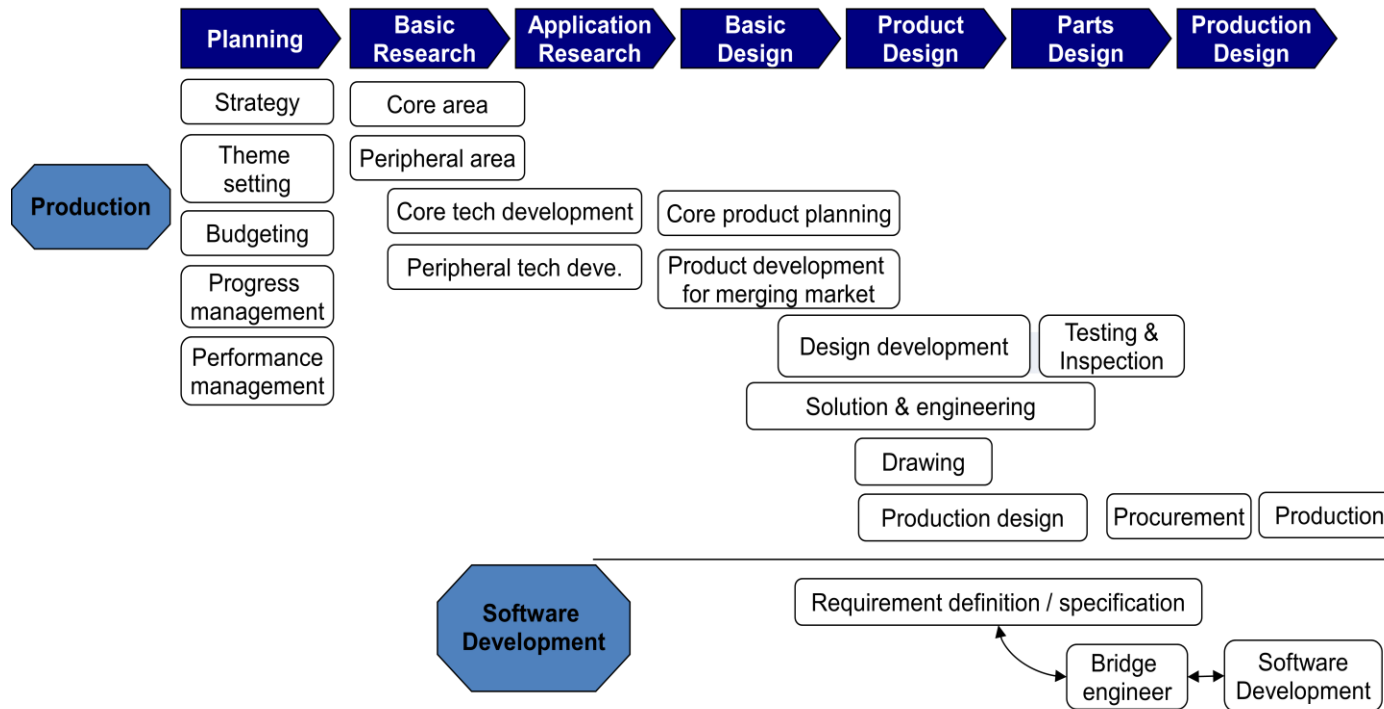 Planning
Basic
Research
Application
Research
Basic
Design
Product
Design
Parts
Design
Production
Design
Strategy
Core area
Theme
setting
Peripheral area
Production
Core tech development
Core product planning
Budgeting
Peripheral tech deve.
Product development
for merging market
Progress
management
Design development
Testing &
Inspection
Performance
management
Solution & engineering
Drawing
Production design
Procurement
Production
Software
Development
Requirement definition / specification
Bridge
engineer
Software
Development